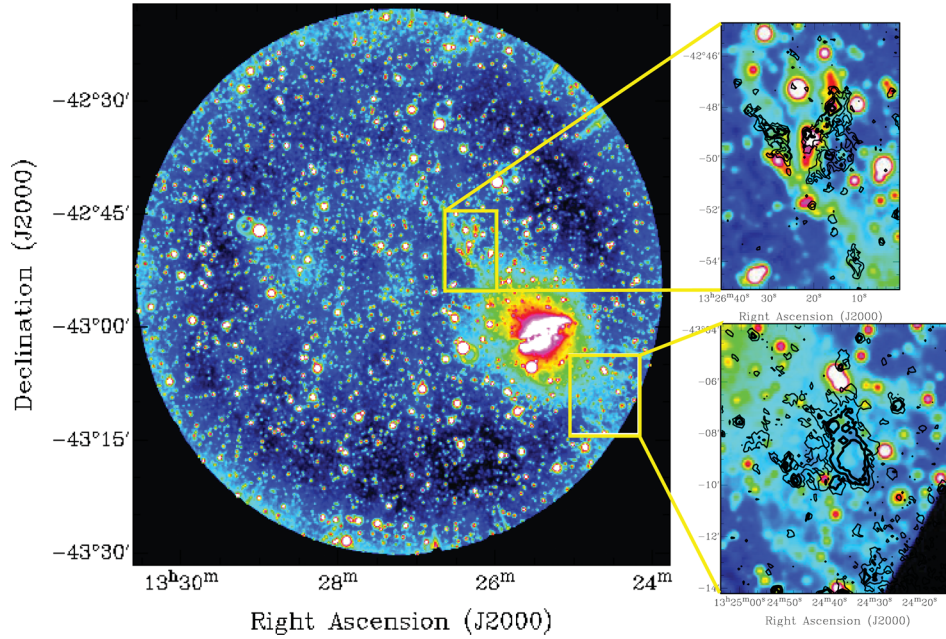 −42°30′
−42°45′
−43°00′
−43°15′
−43°30′
Declination (J2000)
13ʰ30ᵐ 28ᵐ 26ᵐ 24ᵐ
Right Ascension (J2000)
−42°46′
−48′
−50′
−52′
−54′
13ʰ26ᵐ40ˢ 30ˢ 20ˢ 10ˢ
Right Ascension (J2000)
−43°04′
−06′
−08′
−10′
−12′
−14′
13ʰ25ᵐ00ˢ 24ᵐ50ˢ 24ᵐ40ˢ 24ᵐ30ˢ 24ᵐ20ˢ
Right Ascension (J2000)